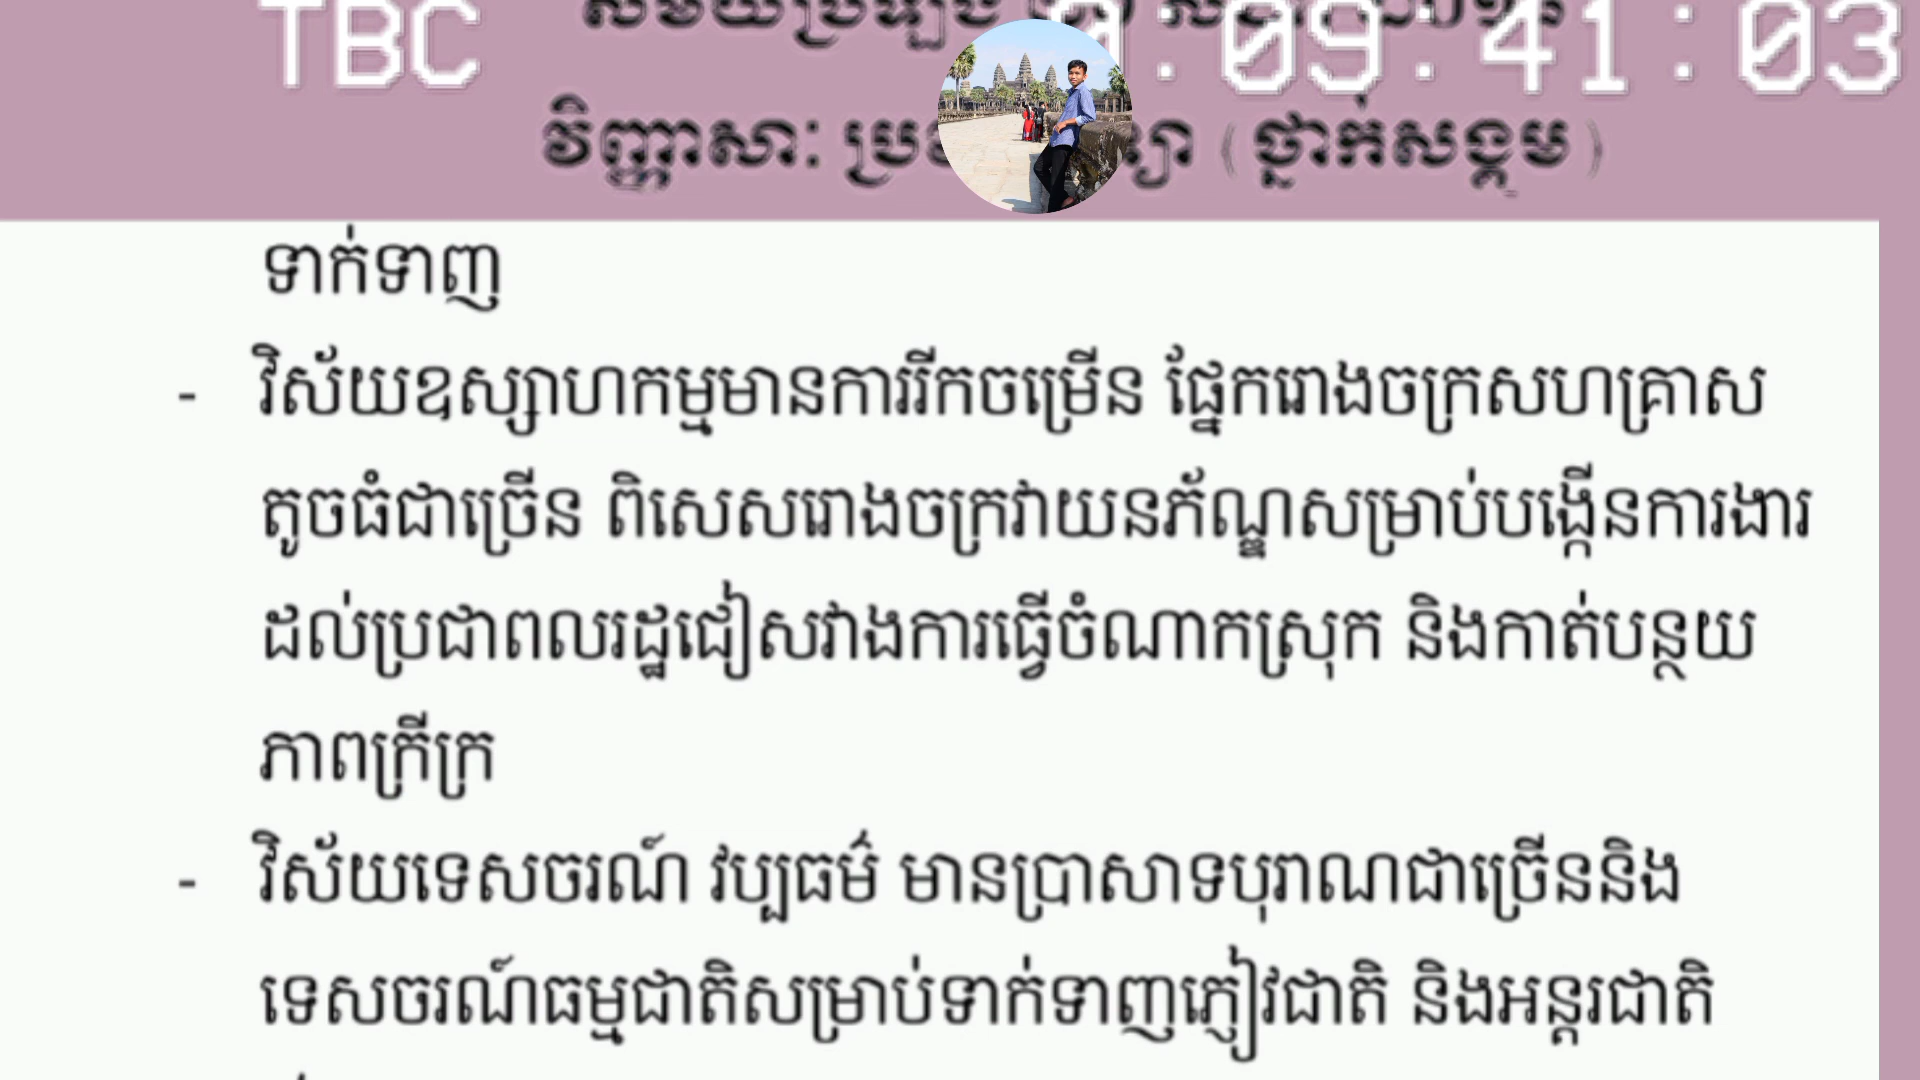 TBC :09:41:03
វិញ្ញាសា: (ថ្នាក់សង្គម)
ទាក់ទាញ
- វិស័យឧស្សាហកម្មមានការរីកចម្រើន ផ្នែករោងចក្រសហគ្រាស
តូចធំជាច្រើន ពិសេសរោងចក្រវាយនភ័ណ្ឌសម្រាប់បង្កើនការងារ
ដល់ប្រជាពលរដ្ឋជៀសវាងការធ្វើចំណាកស្រុក និងកាត់បន្ថយ
ភាពក្រីក្រ
- វិស័យទេសចរណ៍ វប្បធម៌ មានប្រាសាទបុរាណជាច្រើននិង
ទេសចរណ៍ធម្មជាតិសម្រាប់ទាក់ទាញភ្ញៀវជាតិ និងអន្តរជាតិ